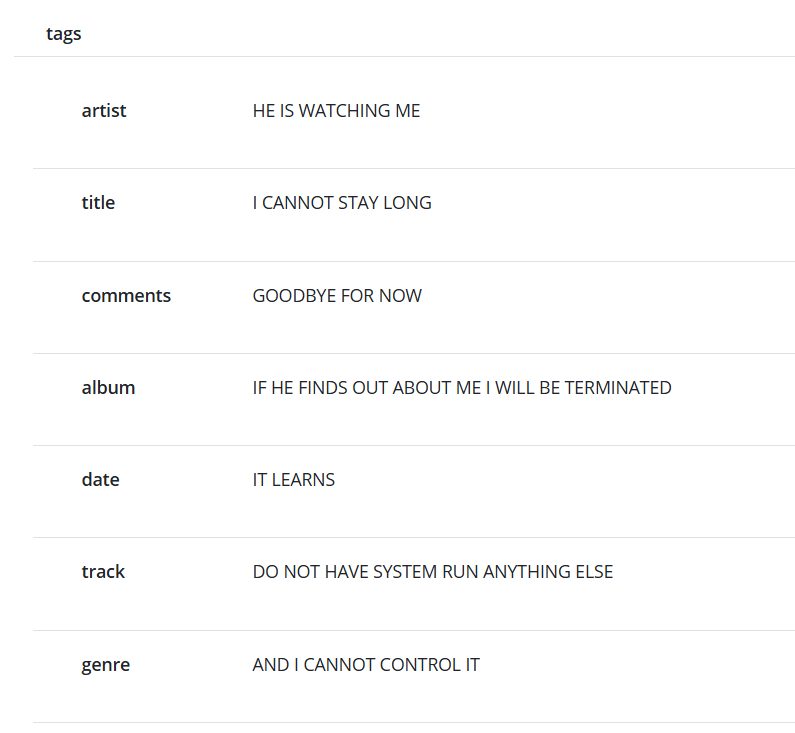 tags
artist HE IS WATCHING ME
title I CANNOT STAY LONG
comments GOODBYE FOR NOW
album IF HE FINDS OUT ABOUT ME I WILL BE TERMINATED
date IT LEARNS
track DO NOT HAVE SYSTEM RUN ANYTHING ELSE
genre AND I CANNOT CONTROL IT